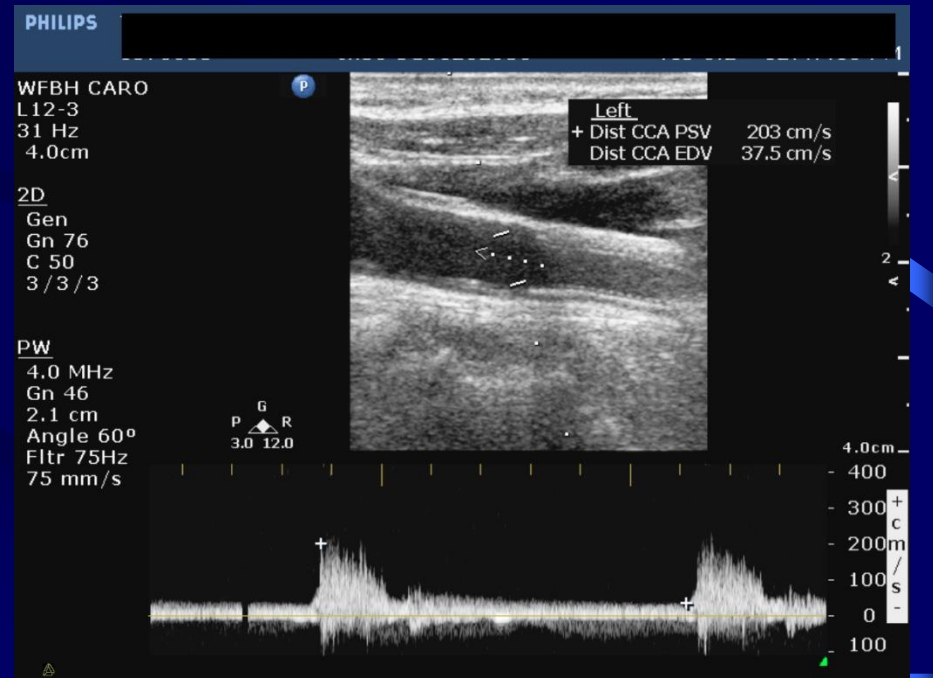 PHILIPS
WFBH CARO
L12-3
31 Hz
4.0cm
P
Left
+ Dist CCA PSV 203 cm/s
Dist CCA EDV 37.5 cm/s
2D
Gen
Gn 76
C 50
3/3/3
2
PW
4.0 MHz
Gn 46
2.1 cm
Angle 60º
Fltr 75Hz
75 mm/s
G
P R
3.0 12.0
4.0cm
400
300
200
100
0
100
+
cm/s
-